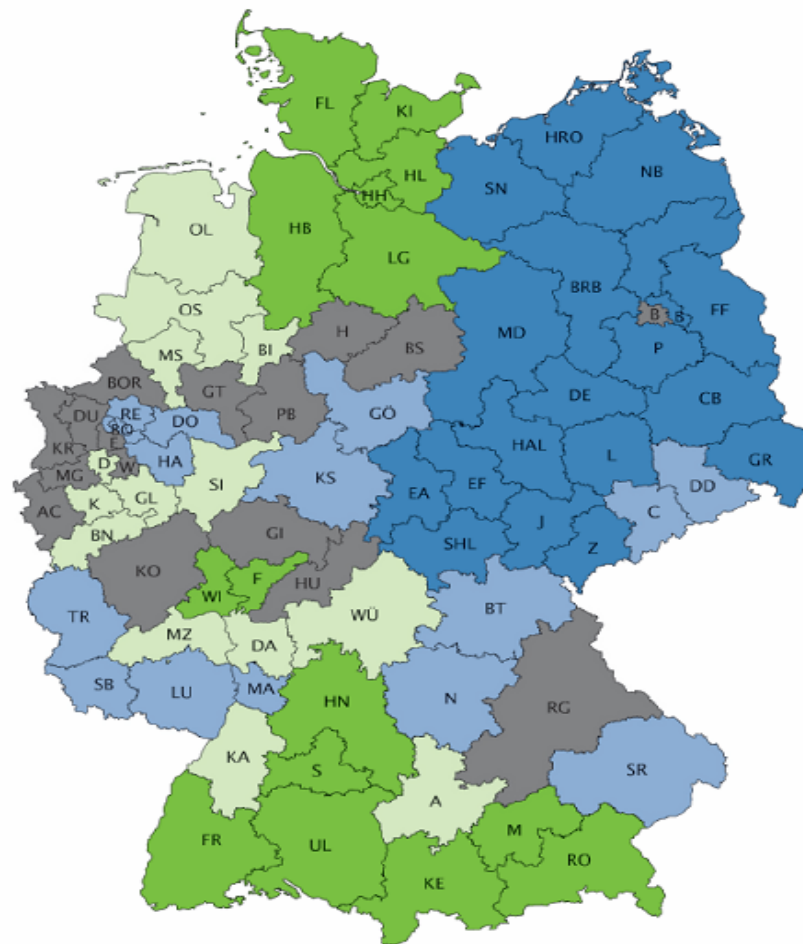 FL
KI
HRO
NB
HL
SN
HH
HB
OL
LG
BRB
FF
OS
B
B
MD
H
P
BS
MS
BI
BOR
GT
PB
GÖ
DE
CB
DU
RE
DO
BO
E
KR
HAL
L
GR
HA
D
W
MG
SI
KS
EA
EF
DD
K
GL
AC
C
J
BN
GI
SHL
Z
KO
F
HU
WI
BT
TR
WÜ
MZ
DA
SB
LU
MA
N
HN
RG
KA
S
SR
A
M
FR
UL
RO
KE